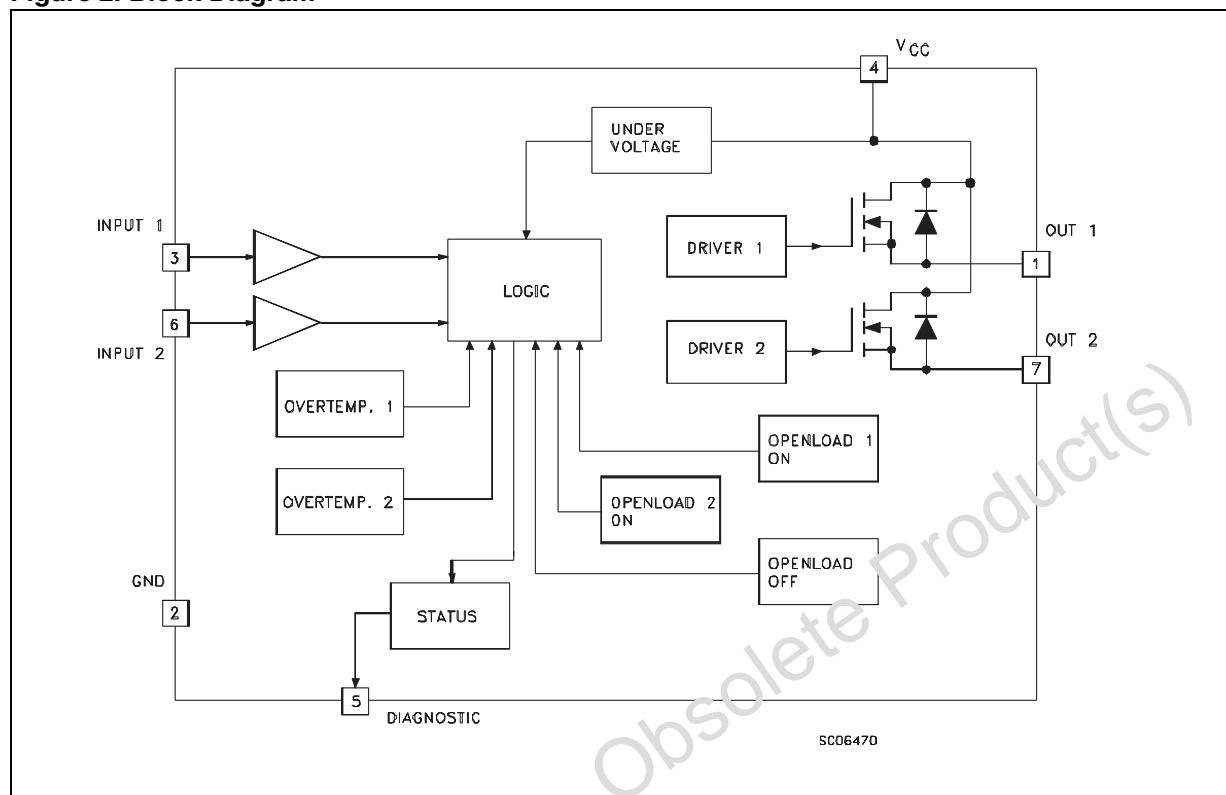 Figure 2. Block Diagram
VCC
4
UNDER
VOLTAGE
INPUT 1
3
DRIVER 1
OUT 1
1
LOGIC
6
INPUT 2
DRIVER 2
OUT 2
7
OVERTEMP. 1
OPENLOAD 1
ON
OVERTEMP. 2
OPENLOAD 2
ON
OPENLOAD
OFF
GND
2
STATUS
5
DIAGNOSTIC
SC06470
Obsolete Product(s)